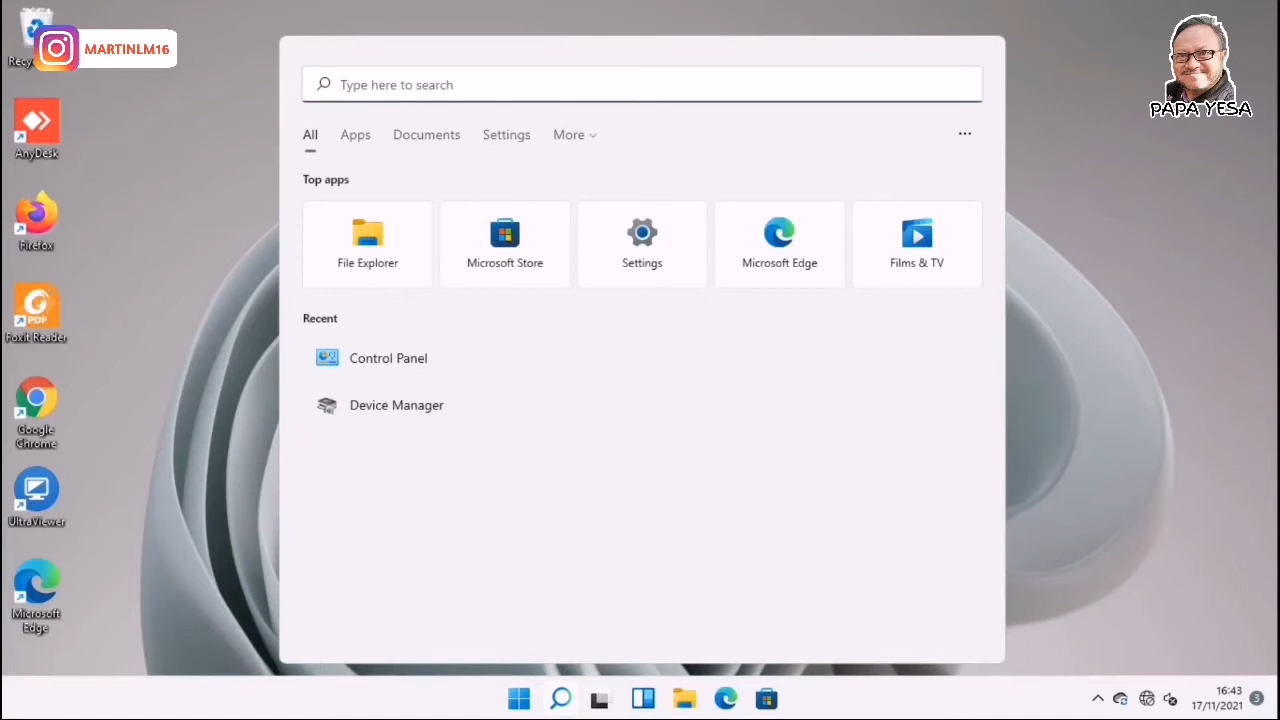 MARTINLM16
PAPA YESA
Recy
AnyDesk
Firefox
PDF
Foxit Reader
Google
Chrome
UltraViewer
Microsoft
Edge
Type here to search
All Apps Documents Settings More
Top apps
File Explorer Microsoft Store Settings Microsoft Edge Films & TV
Recent
Control Panel
Device Manager
16:43
17/11/2021 3